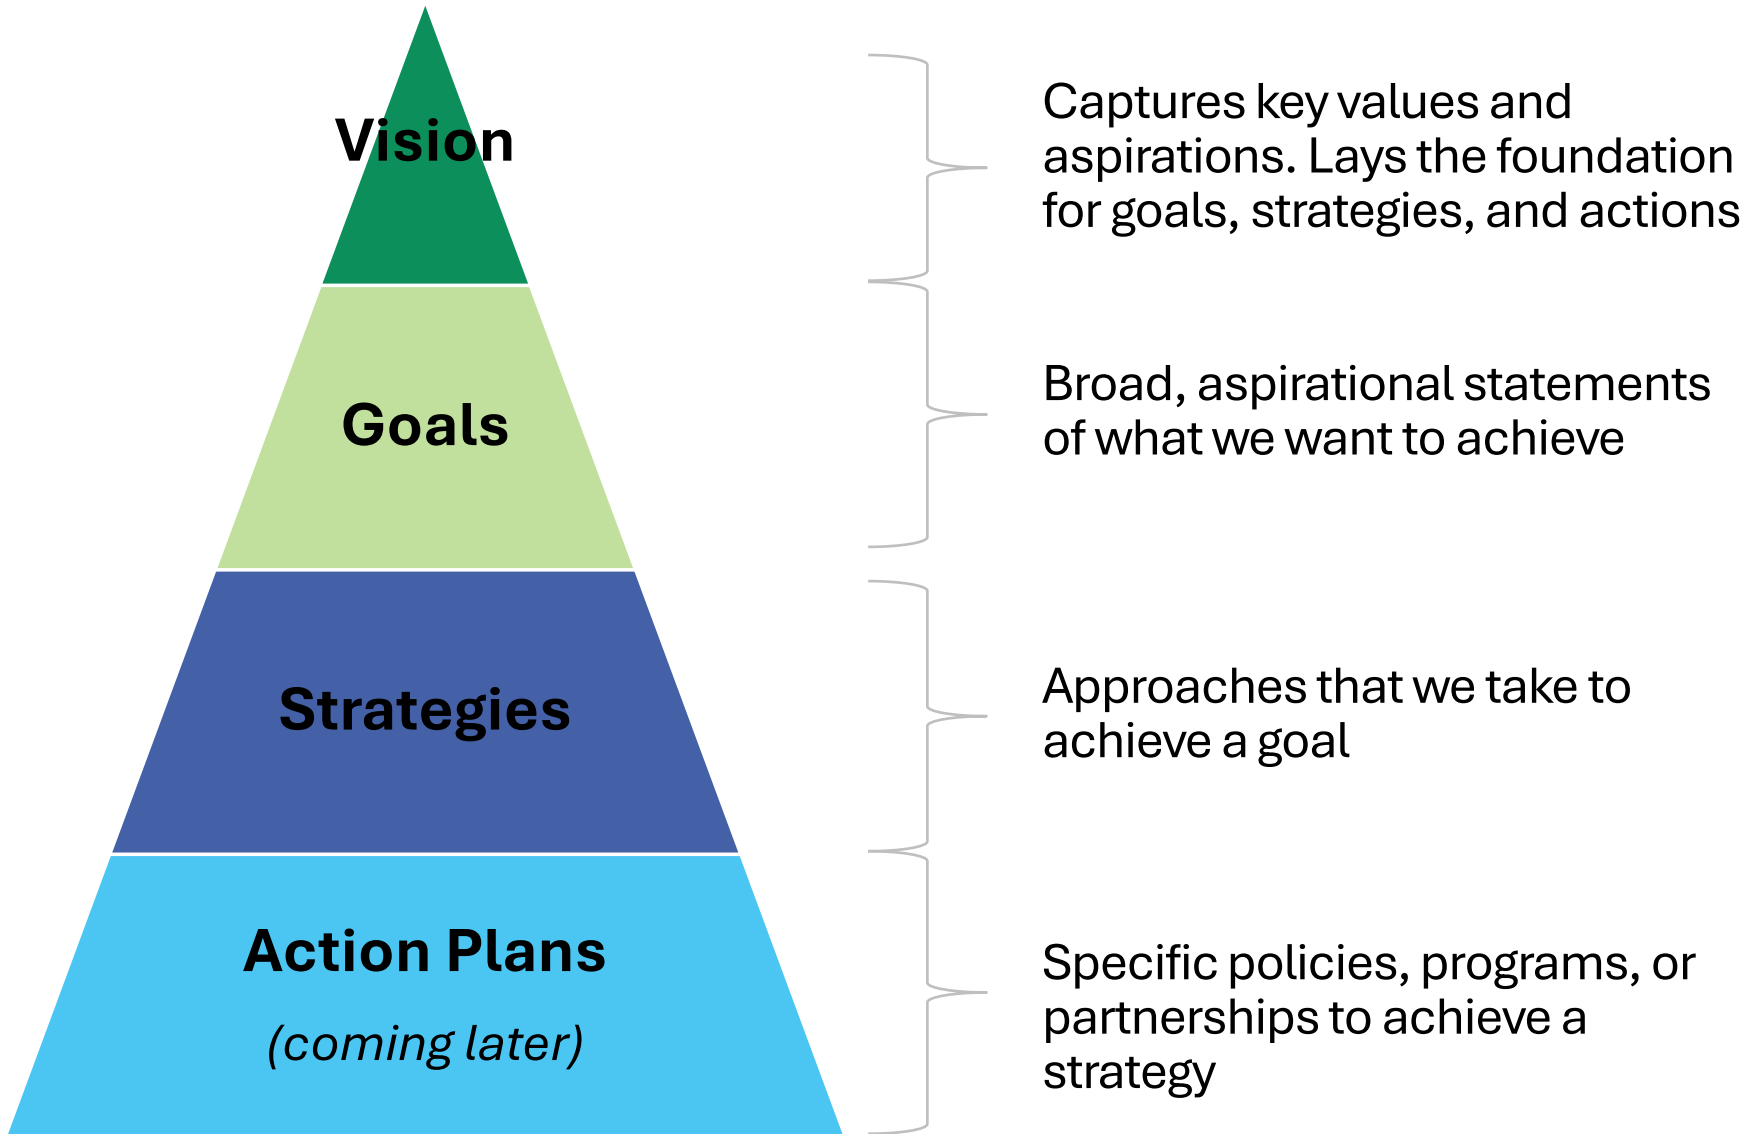 Vision
Captures key values and
aspirations. Lays the foundation
for goals, strategies, and actions
Goals
Broad, aspirational statements
of what we want to achieve
Strategies
Approaches that we take to
achieve a goal
Action Plans
(coming later)
Specific policies, programs, or
partnerships to achieve a
strategy